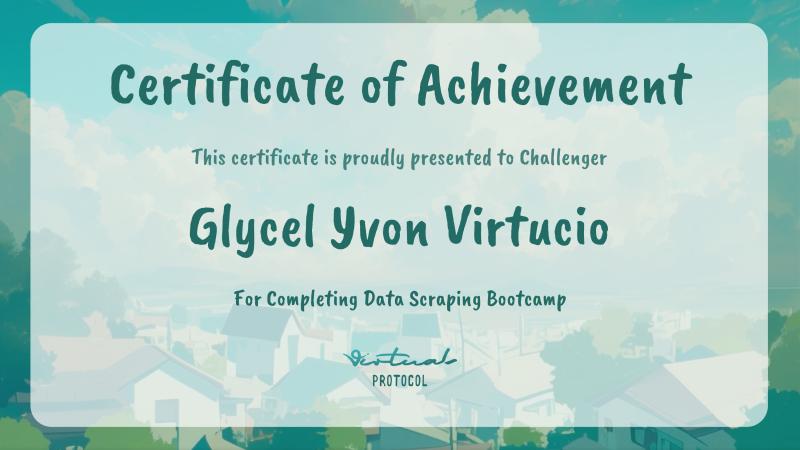 Certificate of Achievement
This certificate is proudly presented to Challenger
Glycel Yvon Virtucio
For Completing Data Scraping Bootcamp
Virtuals
PROTOCOL